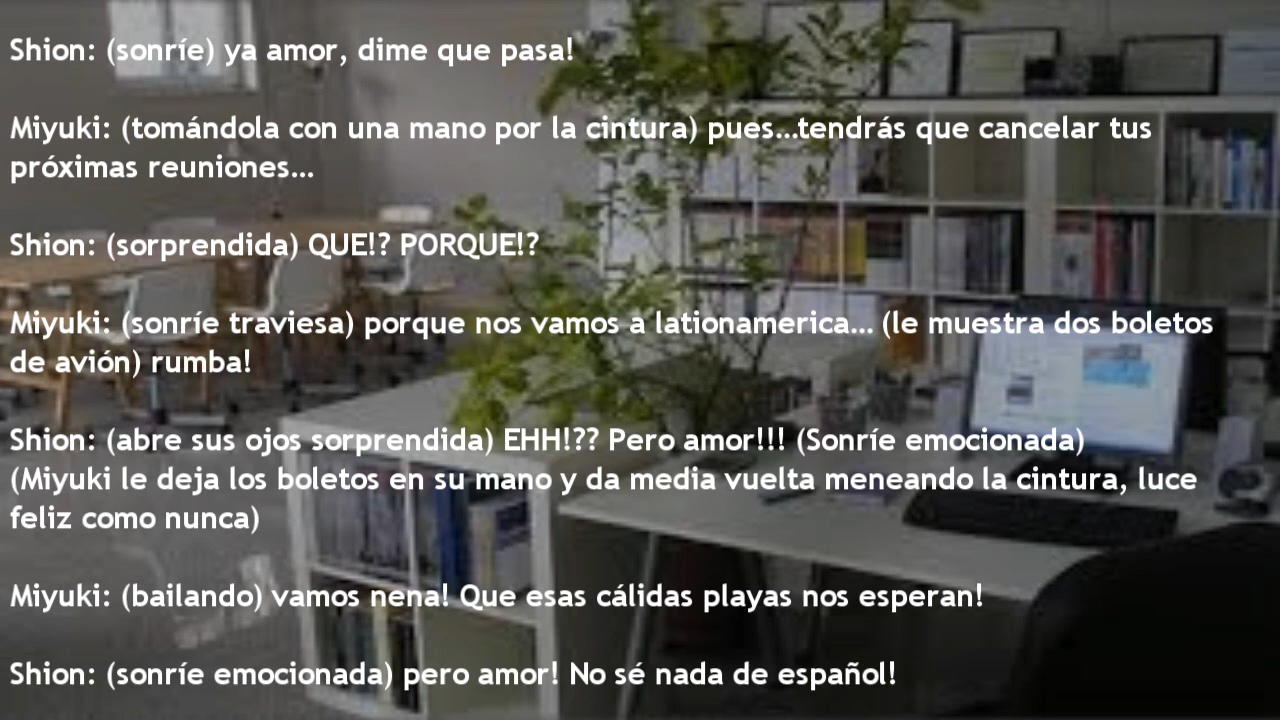 Shion: (sonríe) ya amor, dime que pasa!
Miyuki: (tomándola con una mano por la cintura) pues...tendrás que cancelar tus
próximas reuniones...
Shion: (sorprendida) QUE!? PORQUE!?
Miyuki: (sonríe traviesa) porque nos vamos a lationamerica... (le muestra dos boletos
de avión) rumba!
Shion: (abre sus ojos sorprendida) EHH!?? Pero amor!!! (Sonríe emocionada)
(Miyuki le deja los boletos en su mano y da media vuelta meneando la cintura, luce
feliz como nunca)
Miyuki: (bailando) vamos nena! Que esas cálidas playas nos esperan!
Shion: (sonríe emocionada) pero amor! No sé nada de español!